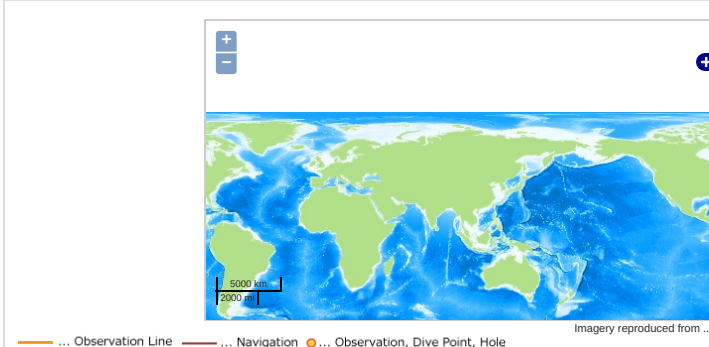 +
−
+
5000 km
2000 mi
Imagery reproduced from ..
... Observation Line ... Navigation ... Observation, Dive Point, Hole